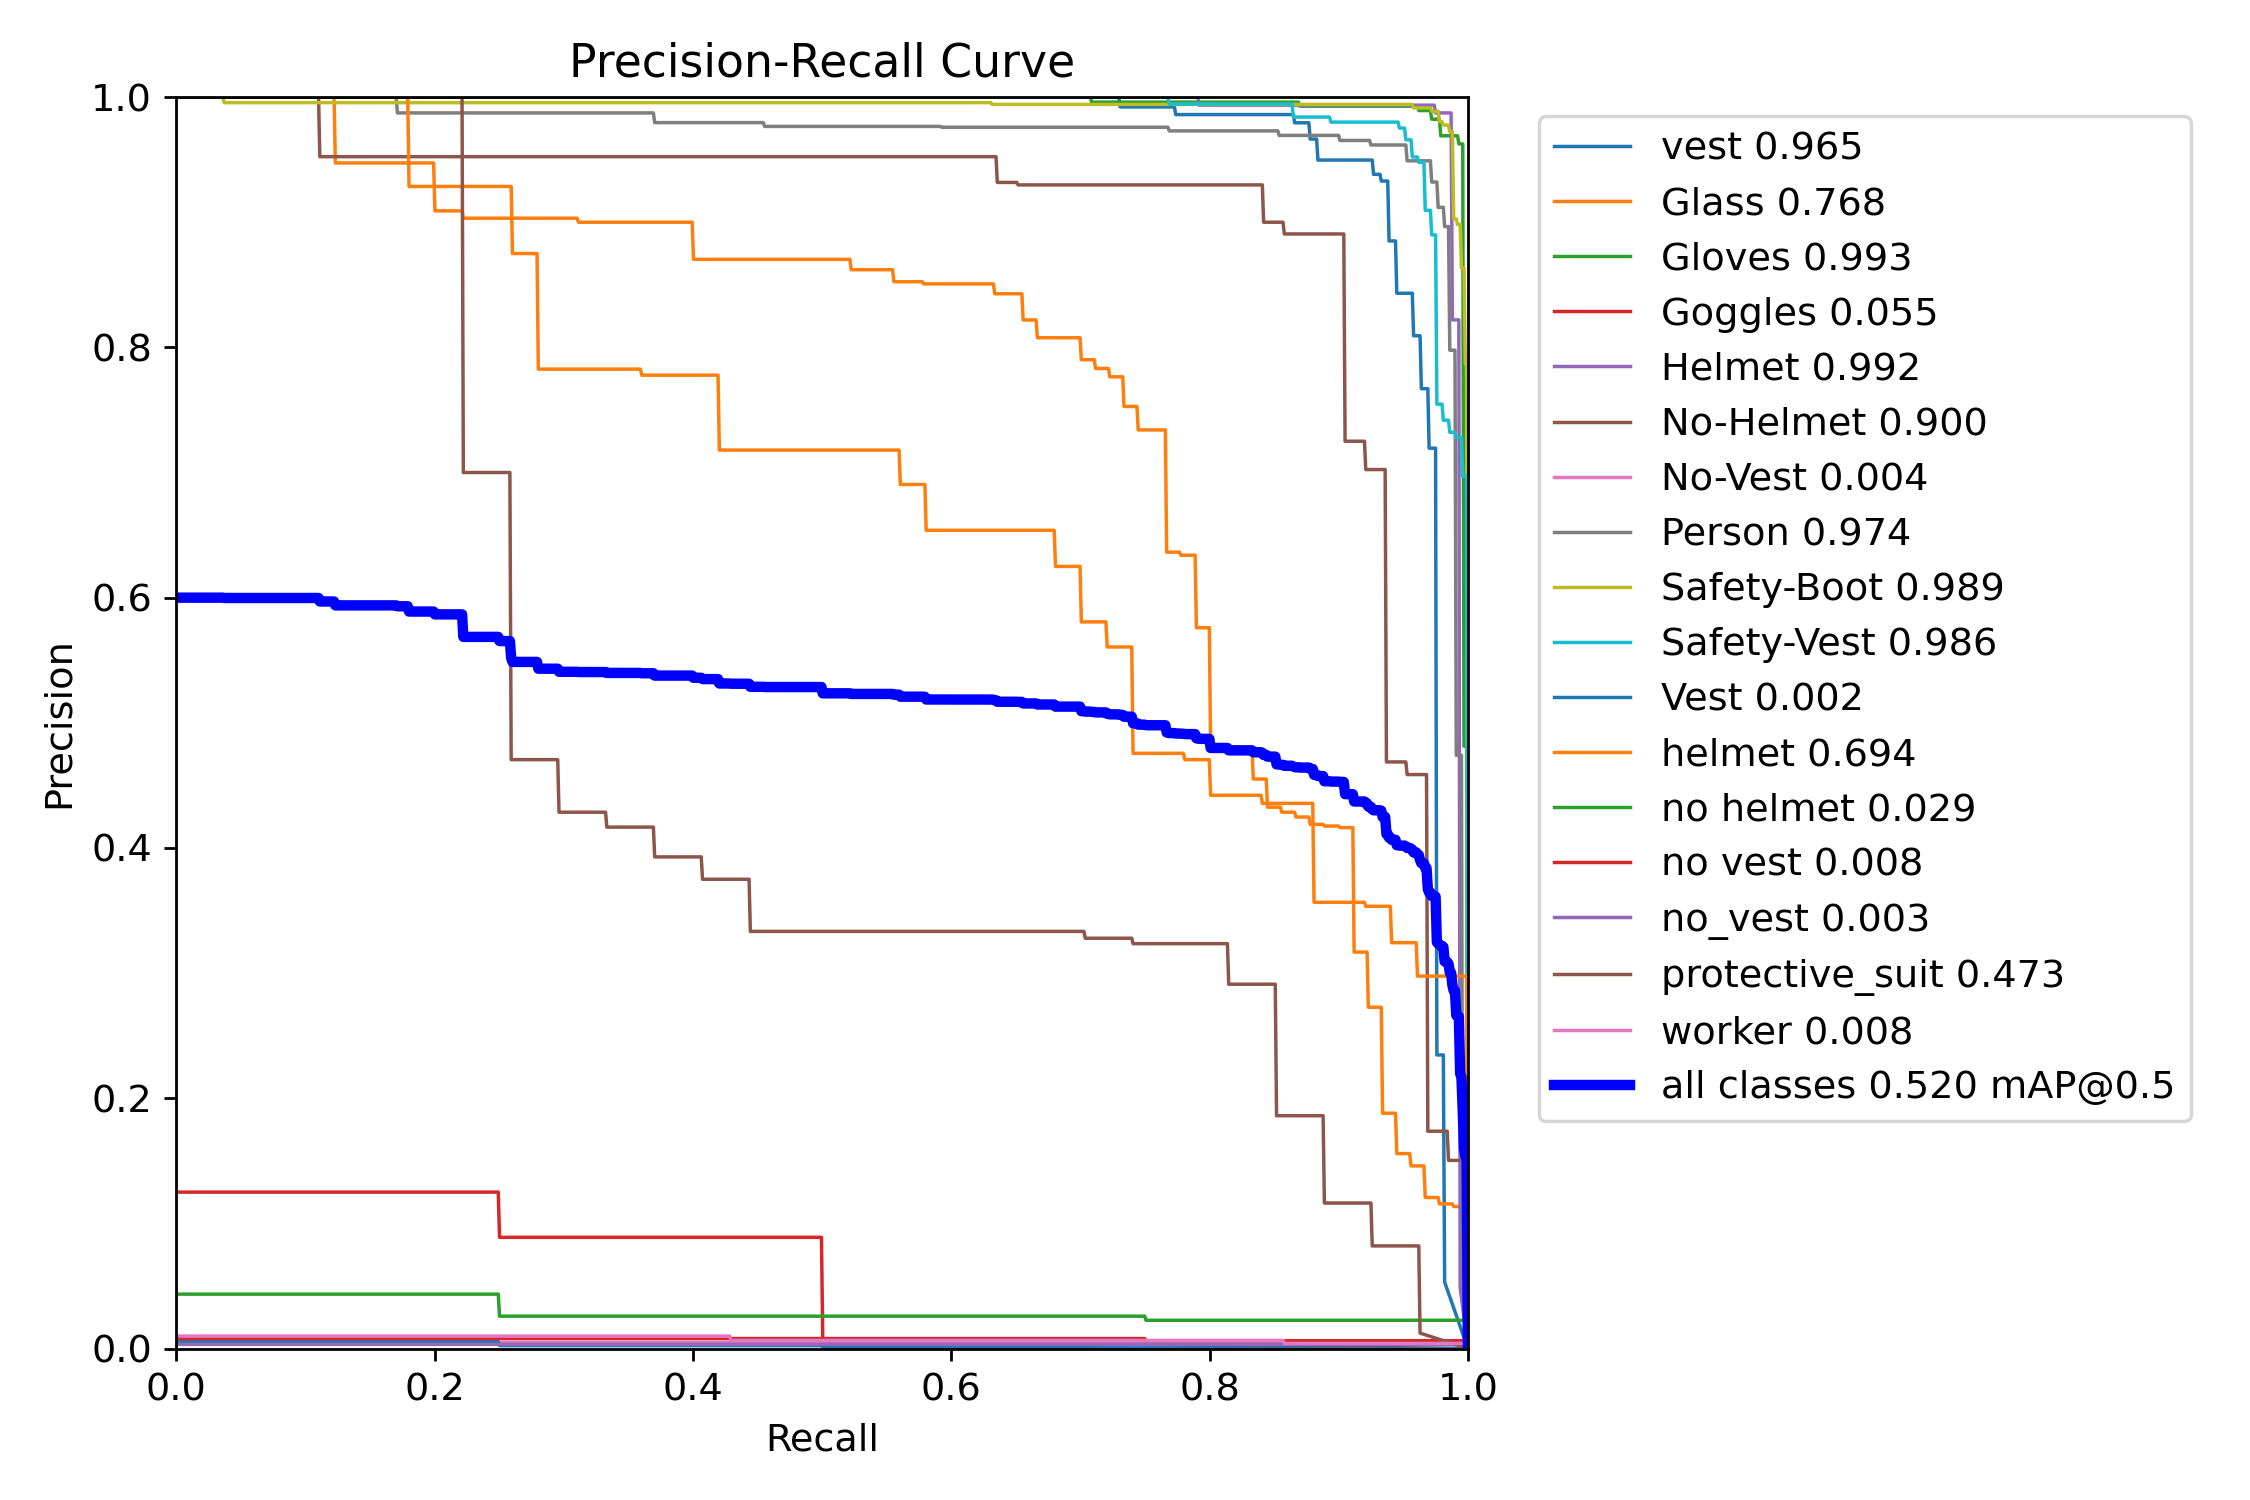 Precision-Recall Curve
1.0
0.8
0.6
0.4
0.2
0.0
Precision
0.0 0.2 0.4 0.6 0.8 1.0
Recall
vest 0.965
Glass 0.768
Gloves 0.993
Goggles 0.055
Helmet 0.992
No-Helmet 0.900
No-Vest 0.004
Person 0.974
Safety-Boot 0.989
Safety-Vest 0.986
Vest 0.002
helmet 0.694
no helmet 0.029
no vest 0.008
no_vest 0.003
protective_suit 0.473
worker 0.008
all classes 0.520 mAP@0.5